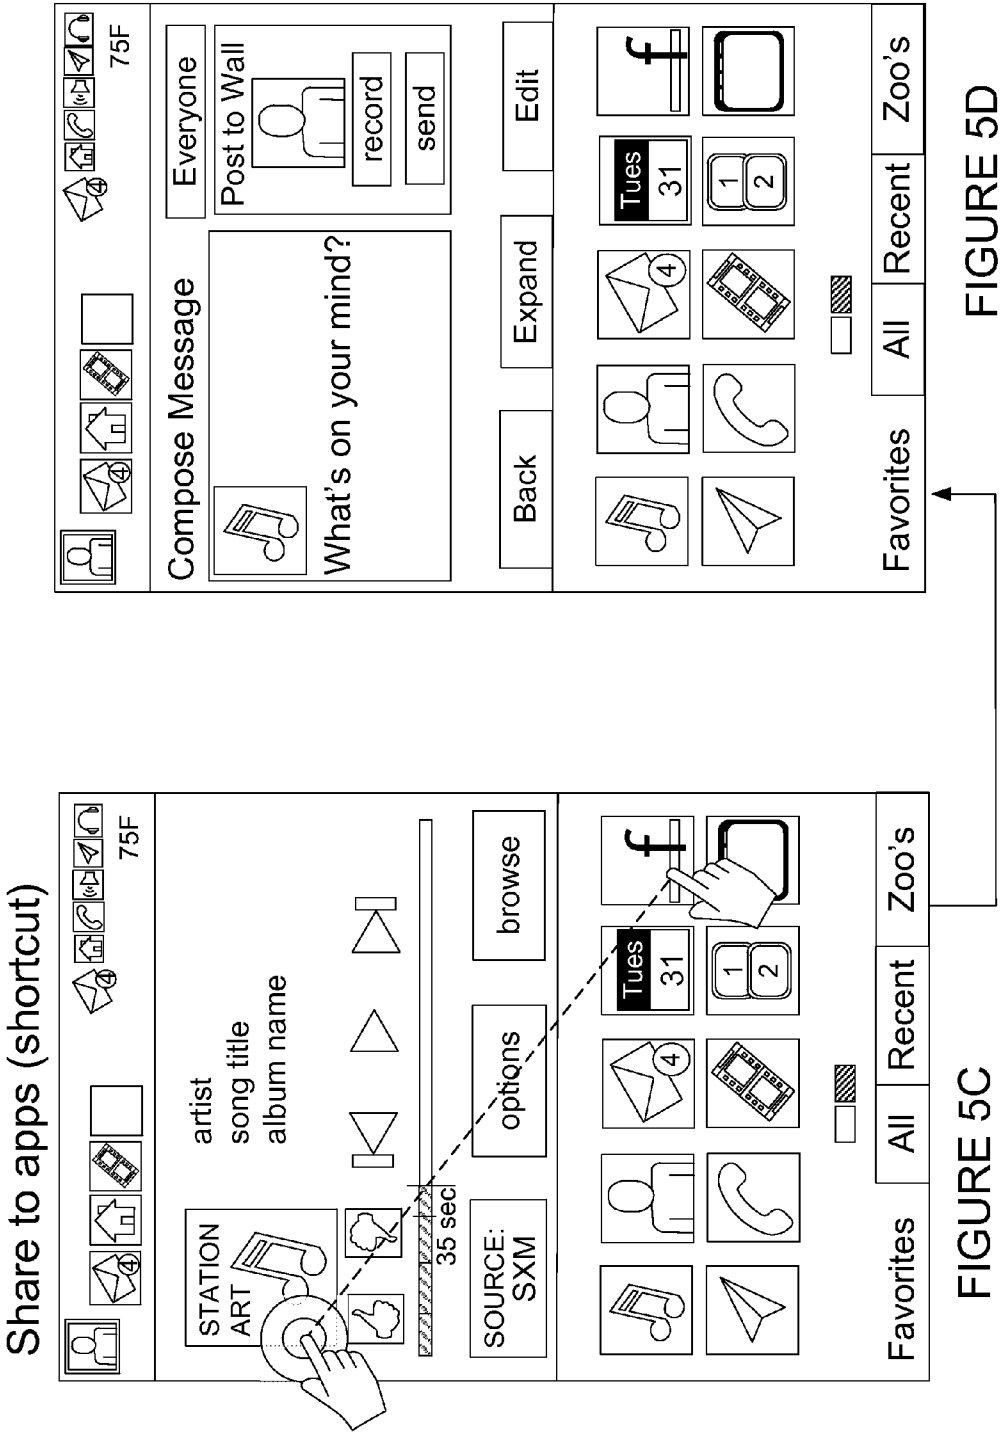 Share to apps (shortcut)
4
4
75F
STATION
ART
artist
song title
album name
35 sec
SOURCE:
SXM
options
browse
4
Tues
31
f
1
2
Favorites
All
Recent
Zoo's
FIGURE 5C
4
4
75F
Compose Message
Everyone
What's on your mind?
Post to Wall
record
send
Back
Expand
Edit
4
Tues
31
f
1
2
Favorites
All
Recent
Zoo's
FIGURE 5D